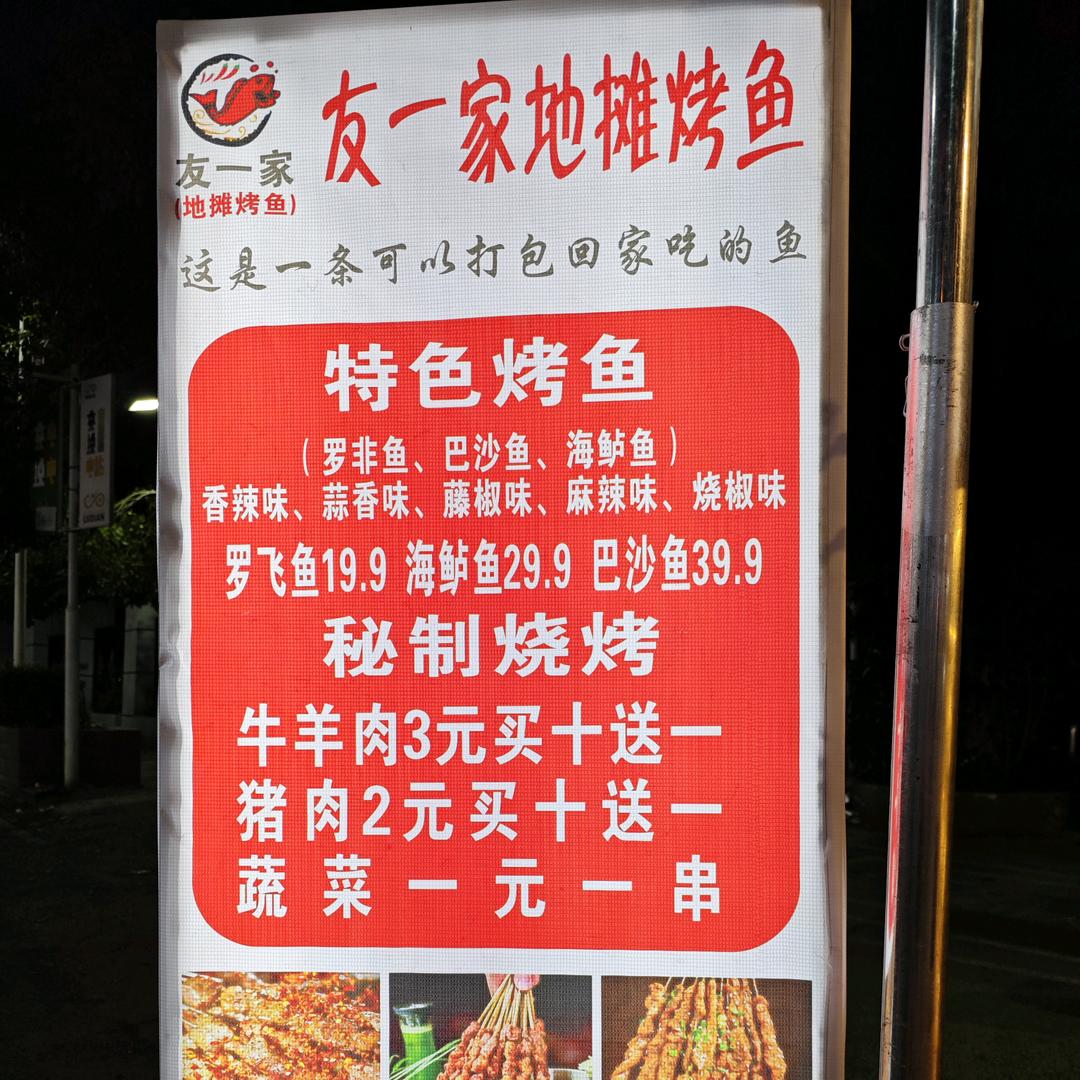 友一家地摊烤鱼
友一家
(地摊烤鱼)
这是一条可以打包回家吃的鱼
特色烤鱼
（罗非鱼、巴沙鱼、海鲈鱼）
香辣味、蒜香味、藤椒味、麻辣味、烧椒味
罗飞鱼19.9 海鲈鱼29.9 巴沙鱼39.9
秘制烧烤
牛羊肉3元买十送一
猪肉2元买十送一
蔬菜一元一串